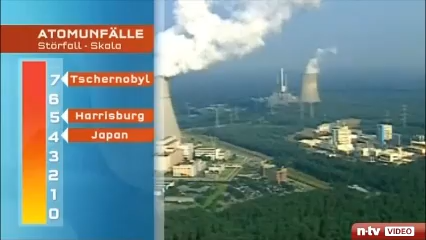 ATOMUNFÄLLE
Störfall - Skala
7 Tschernobyl
6
5 Harrisburg
4 Japan
3
2
1
0
n-tv VIDEO